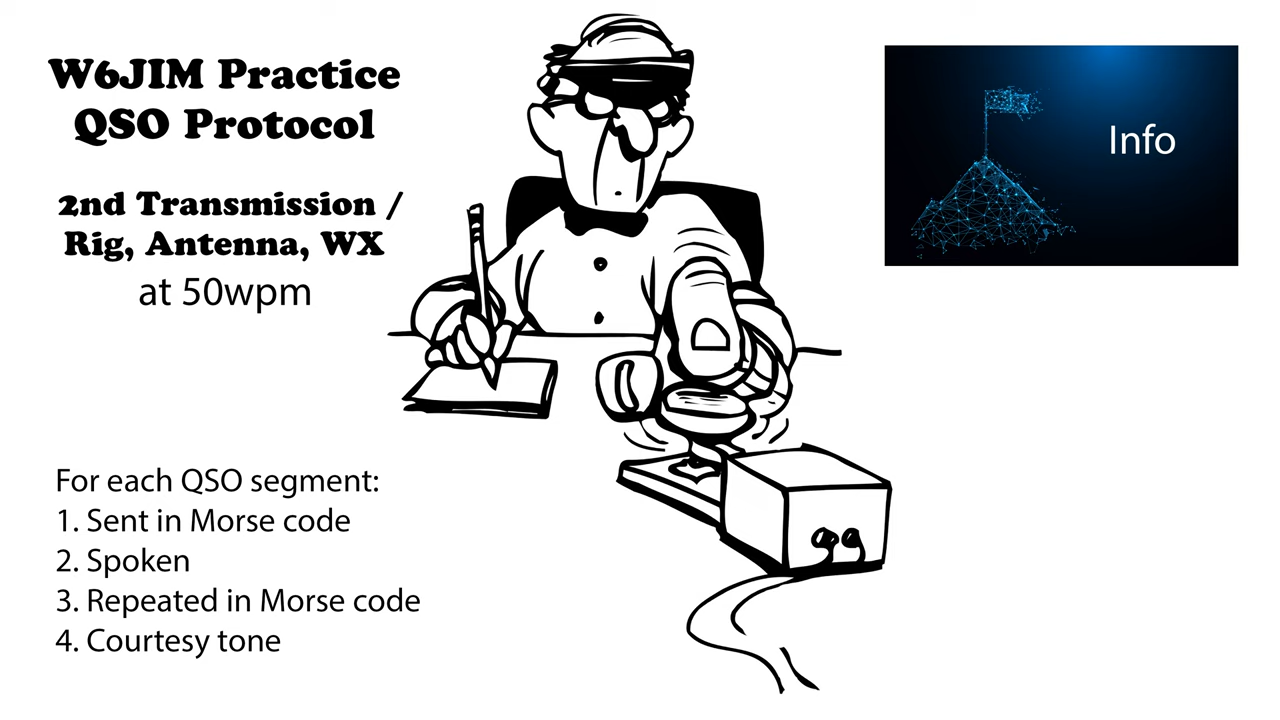 W6JIM Practice
QSO Protocol
2nd Transmission /
Rig, Antenna, WX
at 50wpm
Info
For each QSO segment:
1. Sent in Morse code
2. Spoken
3. Repeated in Morse code
4. Courtesy tone